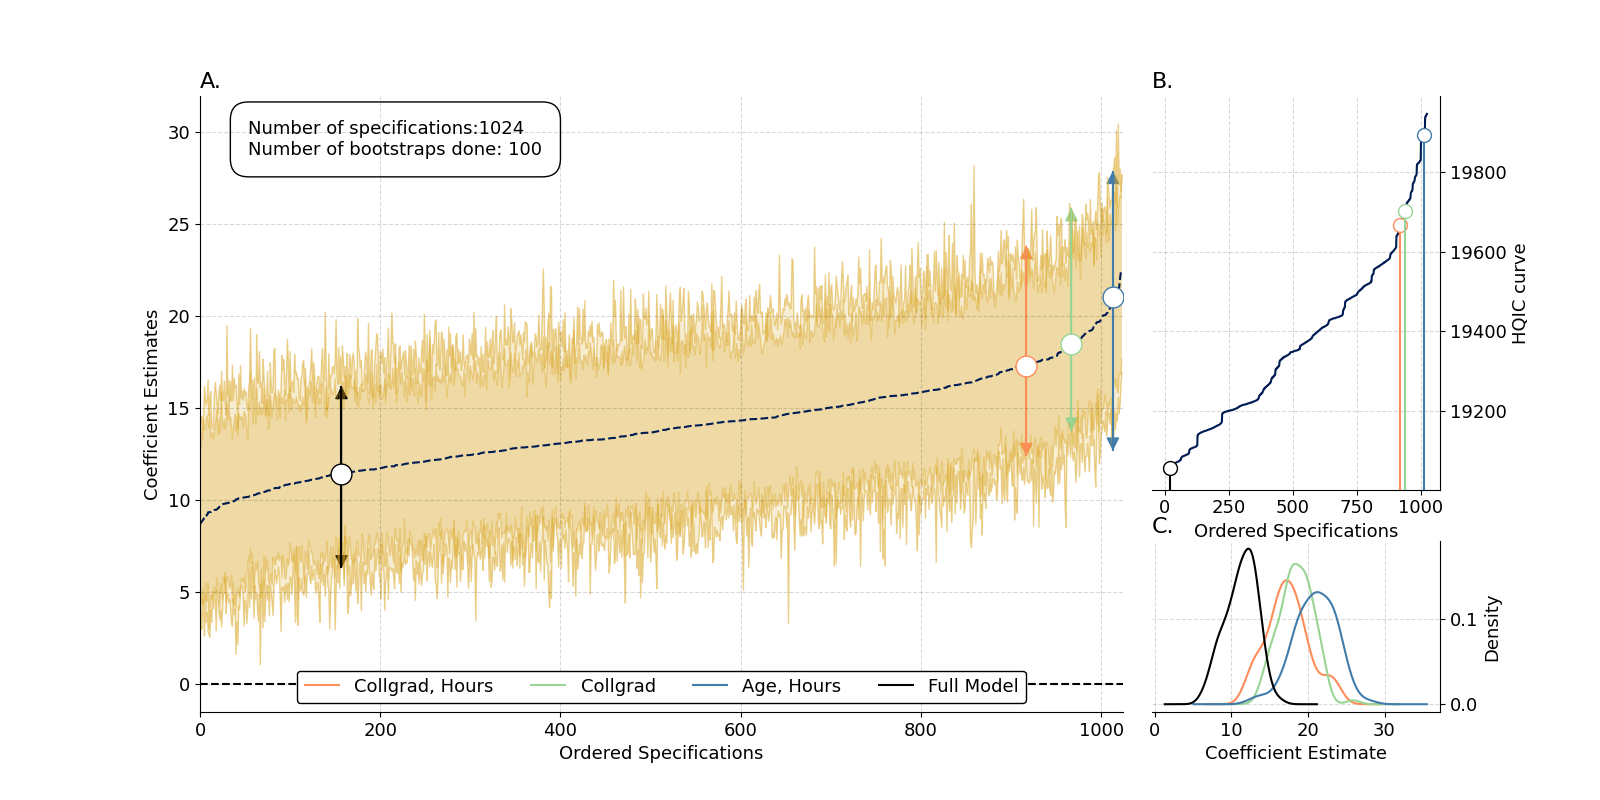 A.
Number of specifications:1024
Number of bootstraps done: 100
Coefficient Estimates
30
25
20
15
10
5
0
Collgrad, Hours
Collgrad
Age, Hours
Full Model
0
200
400
600
800
1000
Ordered Specifications
B.
19800
19600
19400
19200
HQIC curve
0
250
500
750
1000
Ordered Specifications
C.
0.1
0.0
Density
0
10
20
30
Coefficient Estimate